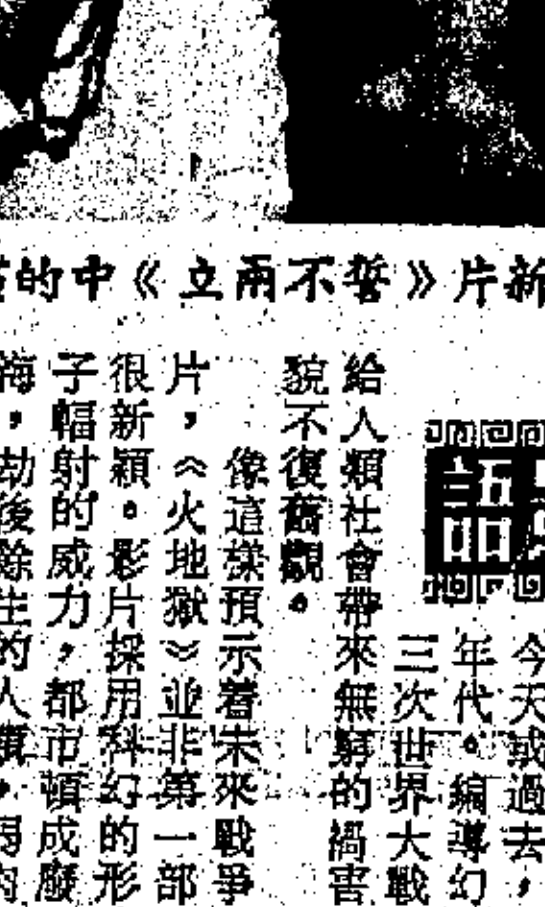 新片《誓不兩立》中的
語
今天或過去，
年代。編導幻
三次世界大戰
給人類社會帶來無窮的禍害
貌不復舊觀。
像這樣預示着未來戰爭
片，《火地獄》並非第一部
很新穎。影片採用科幻的形
子輻射的威力，都市頓成廢
海，劫後餘生的人類，弱肉